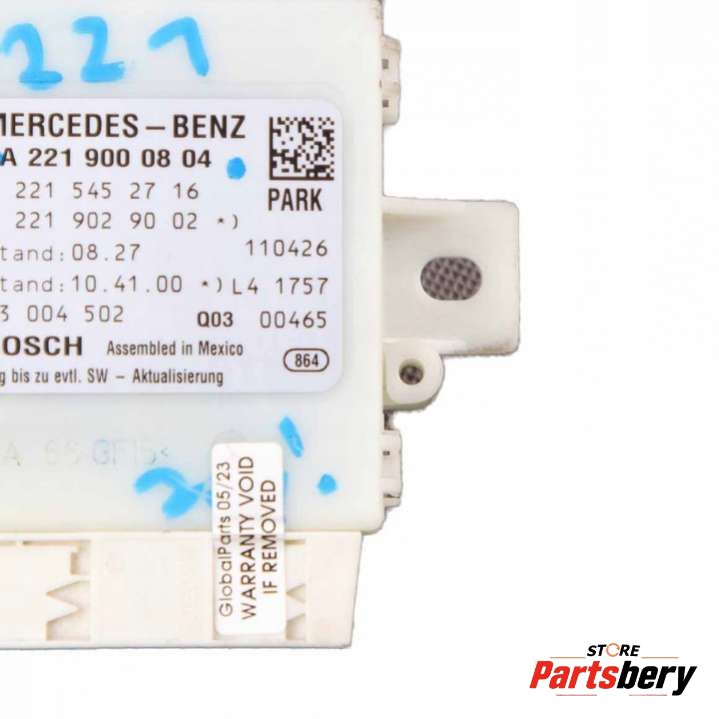 221
MERCEDES-BENZ
A 221 900 08 04
221 545 27 16
PARK
221 902 90 02 *)
tand: 08.27
110426
tand: 10.41.00 *) L4 1757
3 004 502
Q03 00465
OSCH Assembled in Mexico
864
g bis zu evtl. SW - Aktualisierung
GlobalParts 05/23
WARRANTY VOID
IF REMOVED
STORE
Partsbery